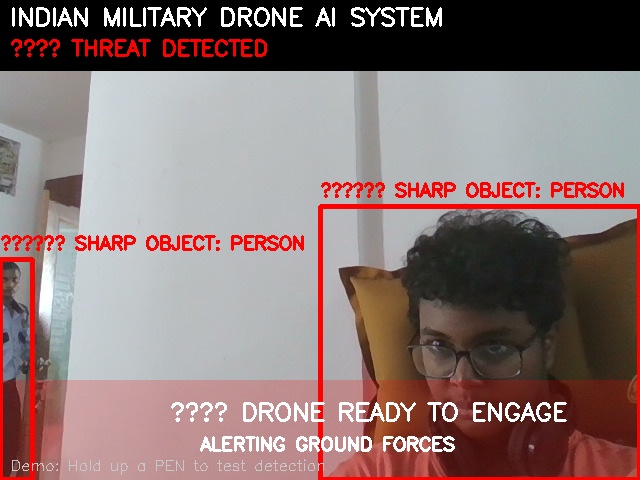 INDIAN MILITARY DRONE AI SYSTEM
???? THREAT DETECTED
?????? SHARP OBJECT: PERSON
?????? SHARP OBJECT: PERSON
???? DRONE READY TO ENGAGE
ALERTING GROUND FORCES
Demo: Hold up a PEN to test detection